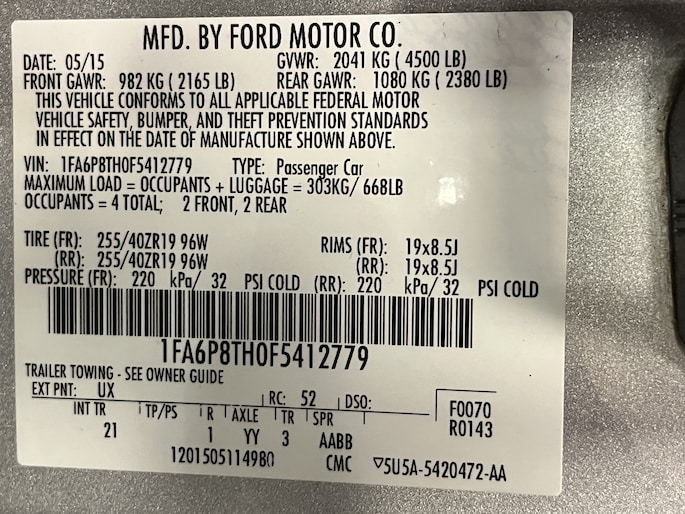 MFD. BY FORD MOTOR CO.
DATE: 05/15 GVWR: 2041 KG ( 4500 LB)
FRONT GAWR: 982 KG ( 2165 LB) REAR GAWR: 1080 KG ( 2380 LB)
THIS VEHICLE CONFORMS TO ALL APPLICABLE FEDERAL MOTOR
VEHICLE SAFETY, BUMPER, AND THEFT PREVENTION STANDARDS
IN EFFECT ON THE DATE OF MANUFACTURE SHOWN ABOVE.
VIN: 1FA6P8TH0F5412779 TYPE: Passenger Car
MAXIMUM LOAD = OCCUPANTS + LUGGAGE = 303KG/ 668LB
OCCUPANTS = 4 TOTAL; 2 FRONT, 2 REAR
TIRE (FR): 255/40ZR19 96W RIMS (FR): 19x8.5J
(RR): 255/40ZR19 96W (RR): 19x8.5J
PRESSURE (FR): 220 kPa/ 32 PSI COLD (RR): 220 kPa/ 32 PSI COLD
1FA6P8TH0F5412779
TRAILER TOWING - SEE OWNER GUIDE
EXT PNT: UX RC: 52 DSO: F0070
INT TR TP/PS R AXLE TR SPR R0143
21 1 YY 3 AABB
1201505114980 CMC ▽5U5A-5420472-AA